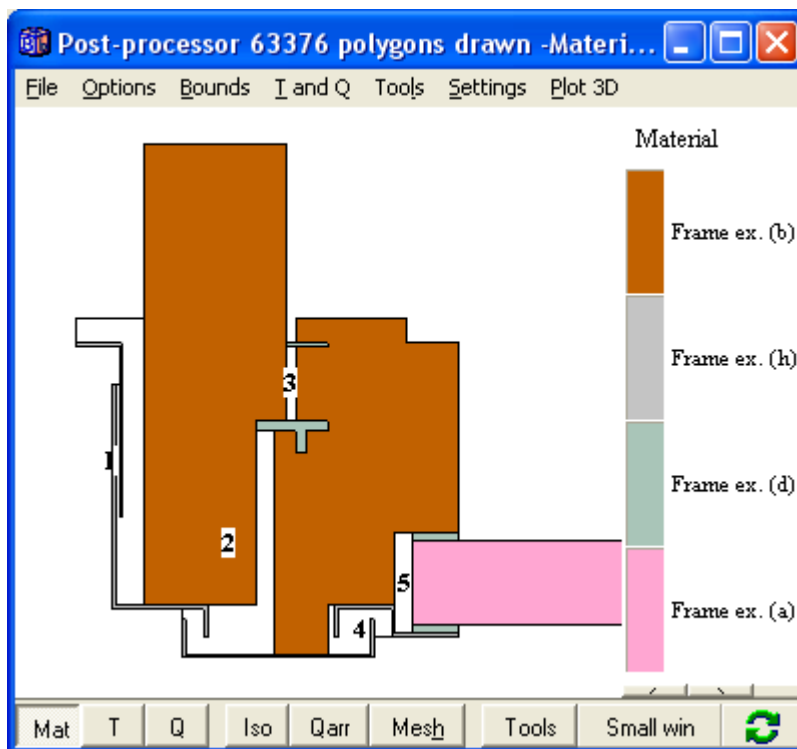 Post-processor 63376 polygons drawn -Materi...
File Options Bounds T and Q Tools Settings Plot 3D
Material
Frame ex. (b)
Frame ex. (h)
3
1
Frame ex. (d)
2
5
Frame ex. (a)
4
Mat T Q Iso Qarr Mesh Tools Small win